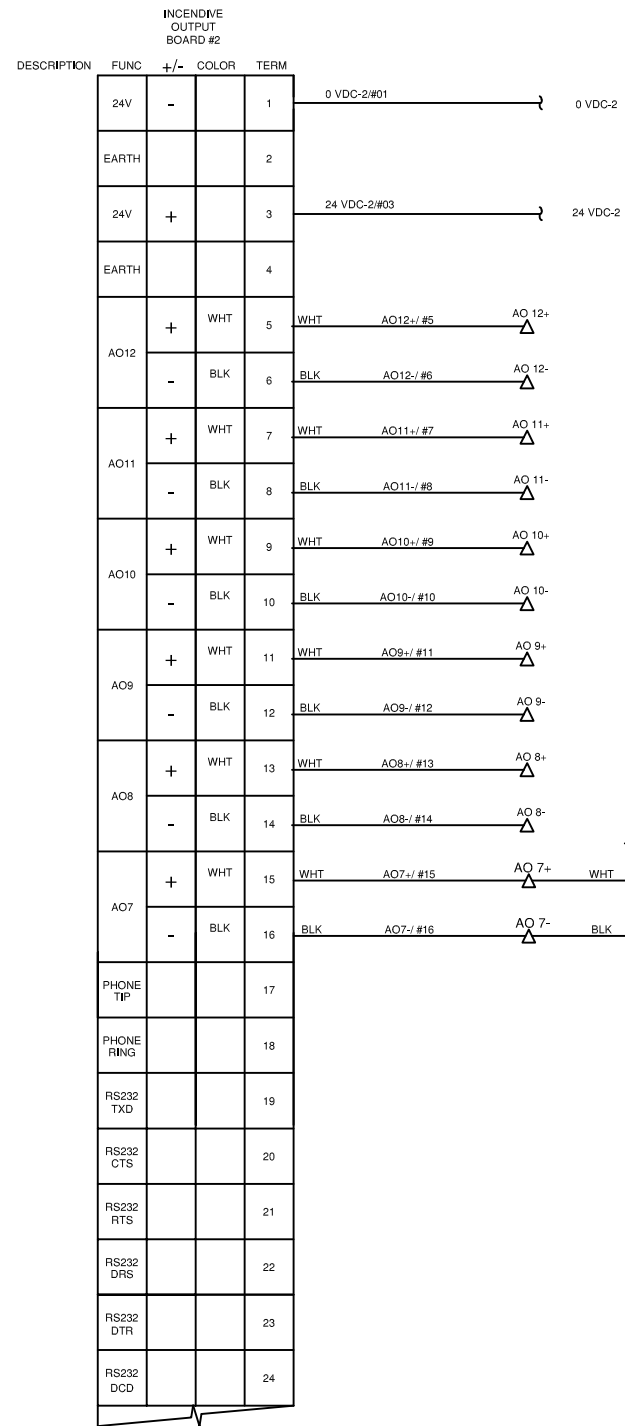 INCENDIVE
OUTPUT
BOARD #2
DESCRIPTION FUNC +/- COLOR TERM
24V - 1 0 VDC-2/#01 0 VDC-2
EARTH 2
24V + 3 24 VDC-2/#03 24 VDC-2
EARTH 4
AO12
+ WHT 5 WHT AO12+/ #5 AO 12+
- BLK 6 BLK AO12-/ #6 AO 12-
AO11
+ WHT 7 WHT AO11+/ #7 AO 11+
- BLK 8 BLK AO11-/ #8 AO 11-
AO10
+ WHT 9 WHT AO10+/ #9 AO 10+
- BLK 10 BLK AO10-/ #10 AO 10-
AO9
+ WHT 11 WHT AO9+/ #11 AO 9+
- BLK 12 BLK AO9-/ #12 AO 9-
AO8
+ WHT 13 WHT AO8+/ #13 AO 8+
- BLK 14 BLK AO8-/ #14 AO 8-
AO7
+ WHT 15 WHT AO7+/ #15 AO 7+ WHT
- BLK 16 BLK AO7-/ #16 AO 7- BLK
PHONE
TIP 17
PHONE
RING 18
RS232
TXD 19
RS232
CTS 20
RS232
RTS 21
RS232
DRS 22
RS232
DTR 23
RS232
DCD 24